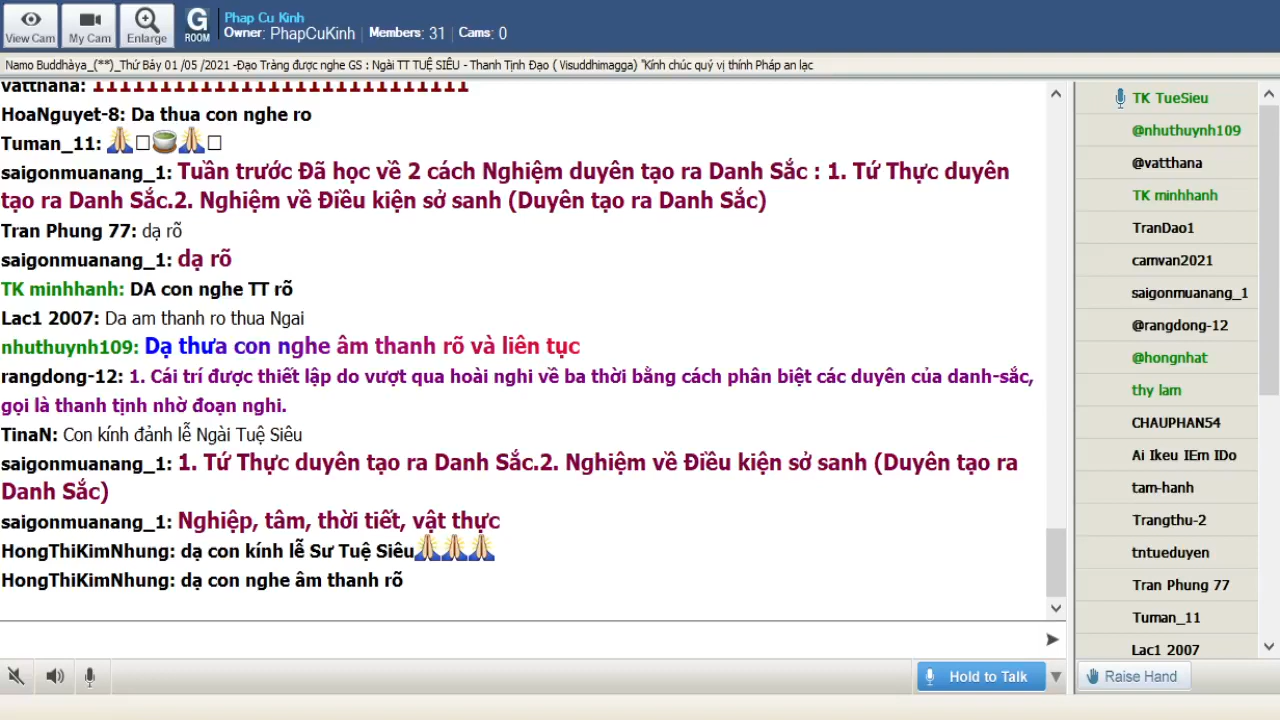 View Cam
My Cam
Enlarge
G
ROOM
Phap Cu Kinh
Owner: PhapCuKinh | Members: 31 | Cams: 0
Namo Buddhàya_(**)_Thứ Bảy 01 /05 /2021 -Đạo Tràng được nghe GS : Ngài TT TUỆ SIÊU - Thanh Tịnh Đạo ( Visuddhimagga) "Kính chúc quý vị thính Pháp an lạc
vatthana:
HoaNguyet-8: Da thua con nghe ro
Tuman_11:
saigonmuanang_1: Tuần trước Đã học về 2 cách Nghiệm duyên tạo ra Danh Sắc : 1. Tứ Thực duyên
tạo ra Danh Sắc.2. Nghiệm về Điều kiện sở sanh (Duyên tạo ra Danh Sắc)
Tran Phung 77: dạ rõ
saigonmuanang_1: dạ rõ
TK minhhanh: DA con nghe TT rõ
Lac1 2007: Da am thanh ro thua Ngai
nhuthuynh109: Dạ thưa con nghe âm thanh rõ và liên tục
rangdong-12: 1. Cái trí được thiết lập do vượt qua hoài nghi về ba thời bằng cách phân biệt các duyên của danh-sắc,
gọi là thanh tịnh nhờ đoạn nghi.
TinaN: Con kính đảnh lễ Ngài Tuệ Siêu
saigonmuanang_1: 1. Tứ Thực duyên tạo ra Danh Sắc.2. Nghiệm về Điều kiện sở sanh (Duyên tạo ra
Danh Sắc)
saigonmuanang_1: Nghiệp, tâm, thời tiết, vật thực
HongThiKimNhung: dạ con kính lễ Sư Tuệ Siêu
HongThiKimNhung: dạ con nghe âm thanh rõ
Hold to Talk
TK TueSieu
@nhuthuynh109
@vatthana
TK minhhanh
TranDao1
camvan2021
saigonmuanang_1
@rangdong-12
@hongnhat
thy lam
CHAUPHAN54
Ai Ikeu IEm IDo
tam-hanh
Trangthu-2
tntueduyen
Tran Phung 77
Tuman_11
Lac1 2007
Raise Hand